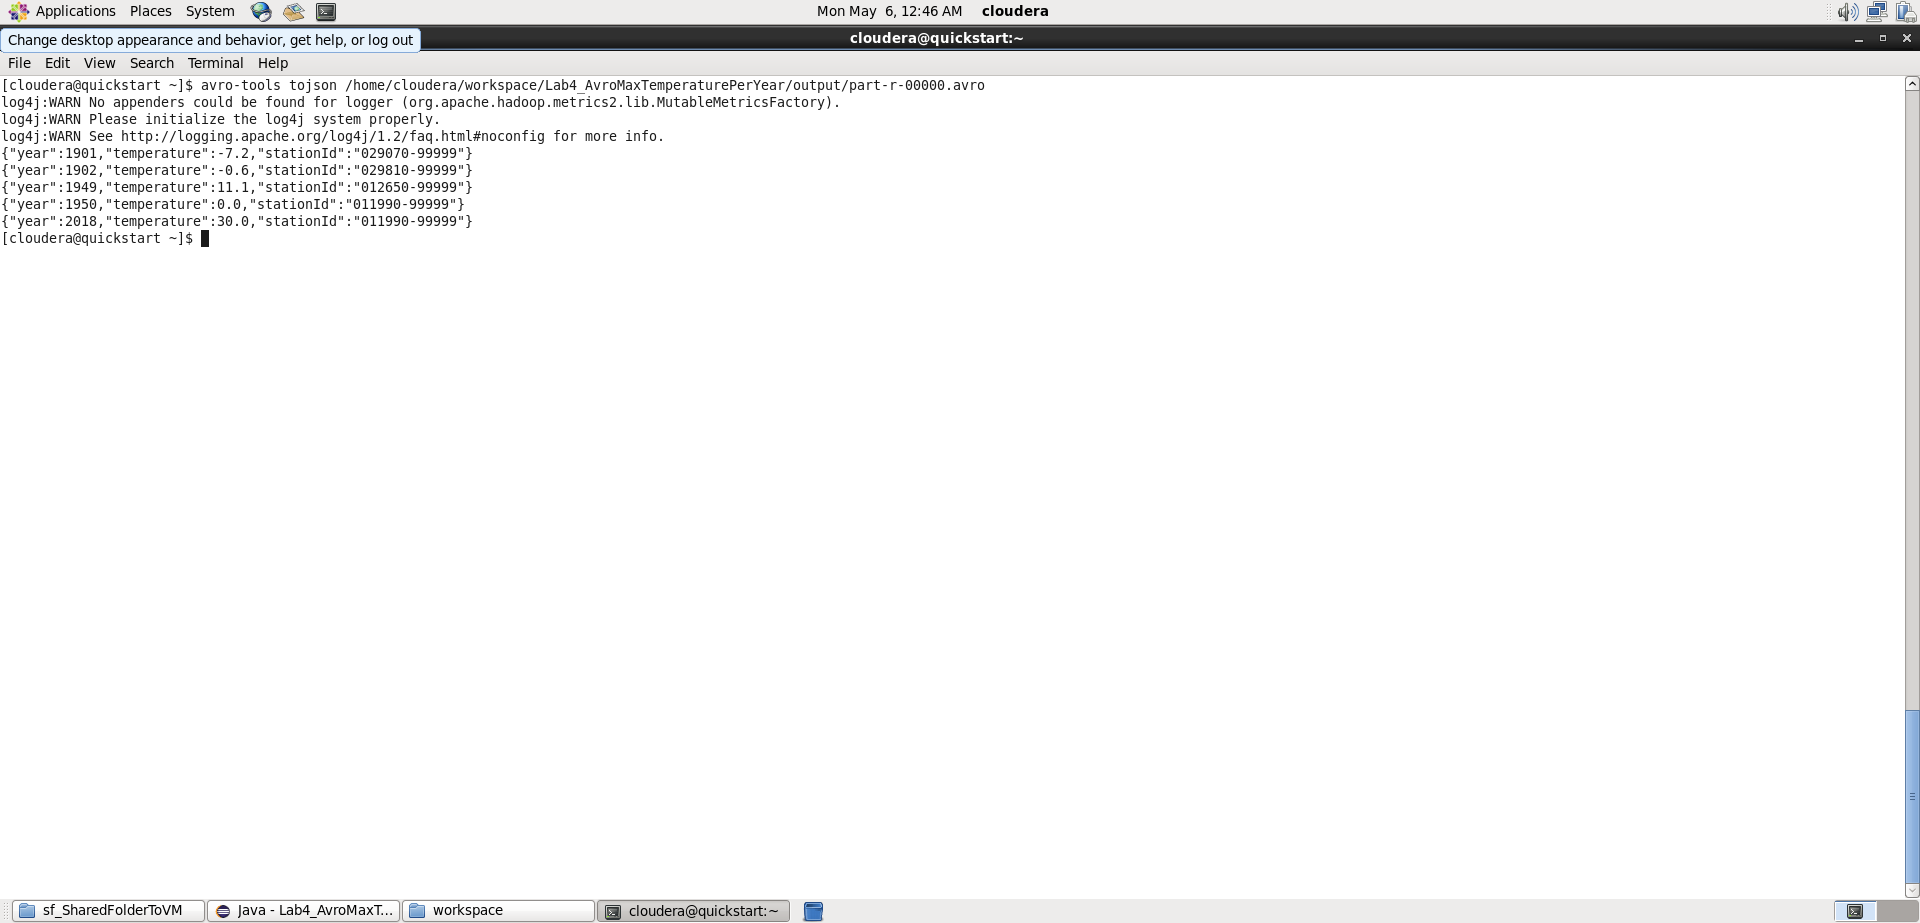 Applications Places System Mon May 6, 12:46 AM cloudera
Change desktop appearance and behavior, get help, or log out
cloudera@quickstart:~
File Edit View Search Terminal Help
[cloudera@quickstart ~]$ avro-tools tojson /home/cloudera/workspace/Lab4_AvroMaxTemperaturePerYear/output/part-r-00000.avro
log4j:WARN No appenders could be found for logger (org.apache.hadoop.metrics2.lib.MutableMetricsFactory).
log4j:WARN Please initialize the log4j system properly.
log4j:WARN See http://logging.apache.org/log4j/1.2/faq.html#noconfig for more info.
{"year":1901,"temperature":-7.2,"stationId":"029070-99999"}
{"year":1902,"temperature":-0.6,"stationId":"029810-99999"}
{"year":1949,"temperature":11.1,"stationId":"012650-99999"}
{"year":1950,"temperature":0.0,"stationId":"011990-99999"}
{"year":2018,"temperature":30.0,"stationId":"011990-99999"}
[cloudera@quickstart ~]$
sf_SharedFolderToVM Java - Lab4_AvroMaxT... workspace cloudera@quickstart:~